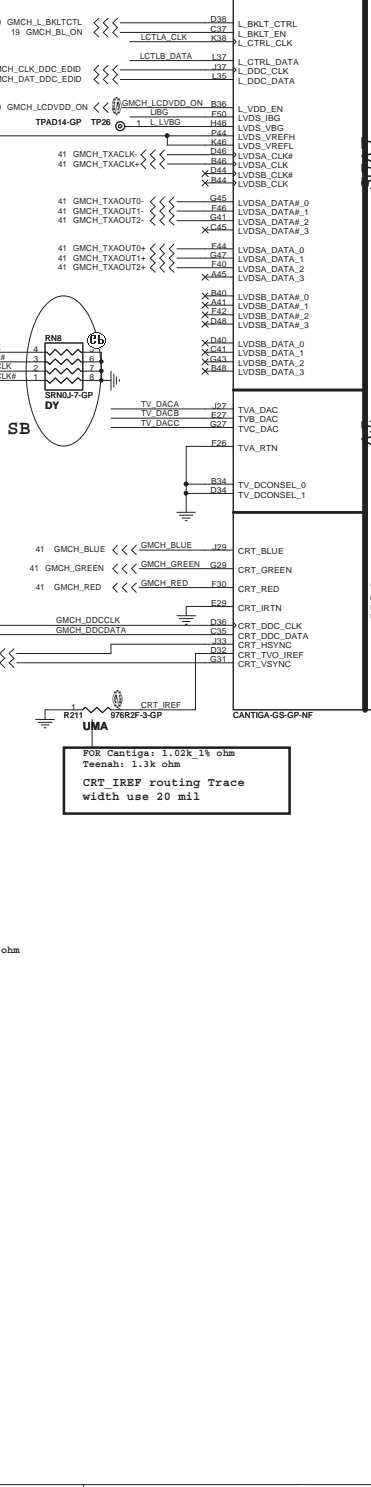 GMCH_L_BKLTCTL D38 L_BKLT_CTRL
19 GMCH_BL_ON C37 L_BKLT_EN
LCTLA_CLK K38 L_CTRL_CLK
LCTLB_DATA L37 L_CTRL_DATA
MCH_CLK_DDC_EDID J37 L_DDC_CLK
MCH_DAT_DDC_EDID L35 L_DDC_DATA
GMCH_LCDVDD_ON GMCH_LCDVDD_ON B36 L_VDD_EN
LIBG F50 LVDS_IBG
TPAD14-GP TP26 1 L_LVBG H46 LVDS_VBG
P44 LVDS_VREFH
K46 LVDS_VREFL
41 GMCH_TXACLK- D46 LVDSA_CLK#
41 GMCH_TXACLK+ B46 LVDSA_CLK
D44 LVDSB_CLK#
B44 LVDSB_CLK
41 GMCH_TXAOUT0- G45 LVDSA_DATA#_0
41 GMCH_TXAOUT1- F46 LVDSA_DATA#_1
41 GMCH_TXAOUT2- G41 LVDSA_DATA#_2
C45 LVDSA_DATA#_3
41 GMCH_TXAOUT0+ F44 LVDSA_DATA_0
41 GMCH_TXAOUT1+ G47 LVDSA_DATA_1
41 GMCH_TXAOUT2+ F40 LVDSA_DATA_2
A45 LVDSA_DATA_3
B40 LVDSB_DATA#_0
A41 LVDSB_DATA#_1
F42 LVDSB_DATA#_2
D48 LVDSB_DATA#_3
D40 LVDSB_DATA_0
C41 LVDSB_DATA_1
G43 LVDSB_DATA_2
B48 LVDSB_DATA_3
RN8
4 5
# 3 6
CLK 2 7
CLK# 1 8
SRN0J-7-GP
DY
SB
TV_DACA J27 TVA_DAC
TV_DACB E27 TVB_DAC
TV_DACC G27 TVC_DAC
F26 TVA_RTN
B34 TV_DCONSEL_0
D34 TV_DCONSEL_1
41 GMCH_BLUE GMCH_BLUE J29 CRT_BLUE
41 GMCH_GREEN GMCH_GREEN G29 CRT_GREEN
41 GMCH_RED GMCH_RED F30 CRT_RED
E29 CRT_IRTN
GMCH_DDCCLK D36 CRT_DDC_CLK
GMCH_DDCDATA C35 CRT_DDC_DATA
J33 CRT_HSYNC
D32 CRT_TVO_IREF
G31 CRT_VSYNC
1 CRT_IREF
R211 976R2F-3-GP
UMA
CANTIGA-GS-GP-NF
FOR Cantiga: 1.02k_1% ohm
Teenah: 1.3k ohm
CRT_IREF routing Trace
width use 20 mil
ohm